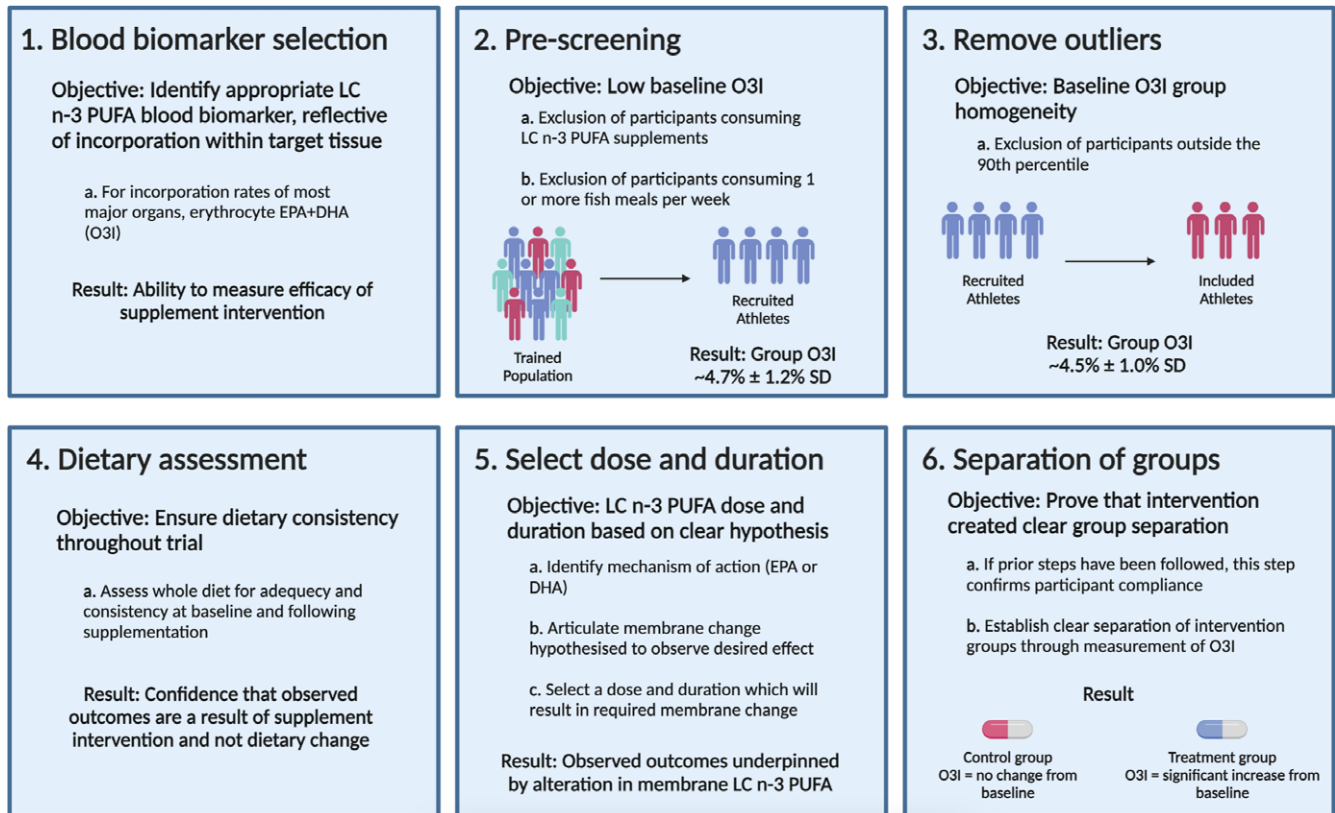 1. Blood biomarker selection
Objective: Identify appropriate LC
n-3 PUFA blood biomarker, reflective
of incorporation within target tissue
a. For incorporation rates of most
major organs, erythrocyte EPA+DHA
(O3I)
Result: Ability to measure efficacy of
supplement intervention
2. Pre-screening
Objective: Low baseline O3I
a. Exclusion of participants consuming
LC n-3 PUFA supplements
b. Exclusion of participants consuming 1
or more fish meals per week
Trained
Population
Recruited
Athletes
Result: Group O3I
~4.7% ± 1.2% SD
3. Remove outliers
Objective: Baseline O3I group
homogeneity
a. Exclusion of participants outside the
90th percentile
Recruited
Athletes
Included
Athletes
Result: Group O3I
~4.5% ± 1.0% SD
4. Dietary assessment
Objective: Ensure dietary consistency
throughout trial
a. Assess whole diet for adequecy and
consistency at baseline and following
supplementation
Result: Confidence that observed
outcomes are a result of supplement
intervention and not dietary change
5. Select dose and duration
Objective: LC n-3 PUFA dose and
duration based on clear hypothesis
a. Identify mechanism of action (EPA or
DHA)
b. Articulate membrane change
hypothesised to observe desired effect
c. Select a dose and duration which will
result in required membrane change
Result: Observed outcomes underpinned
by alteration in membrane LC n-3 PUFA
6. Separation of groups
Objective: Prove that intervention
created clear group separation
a. If prior steps have been followed, this step
confirms participant compliance
b. Establish clear separation of intervention
groups through measurement of O3I
Result
Control group
O3I = no change from
baseline
Treatment group
O3I = significant increase from
baseline